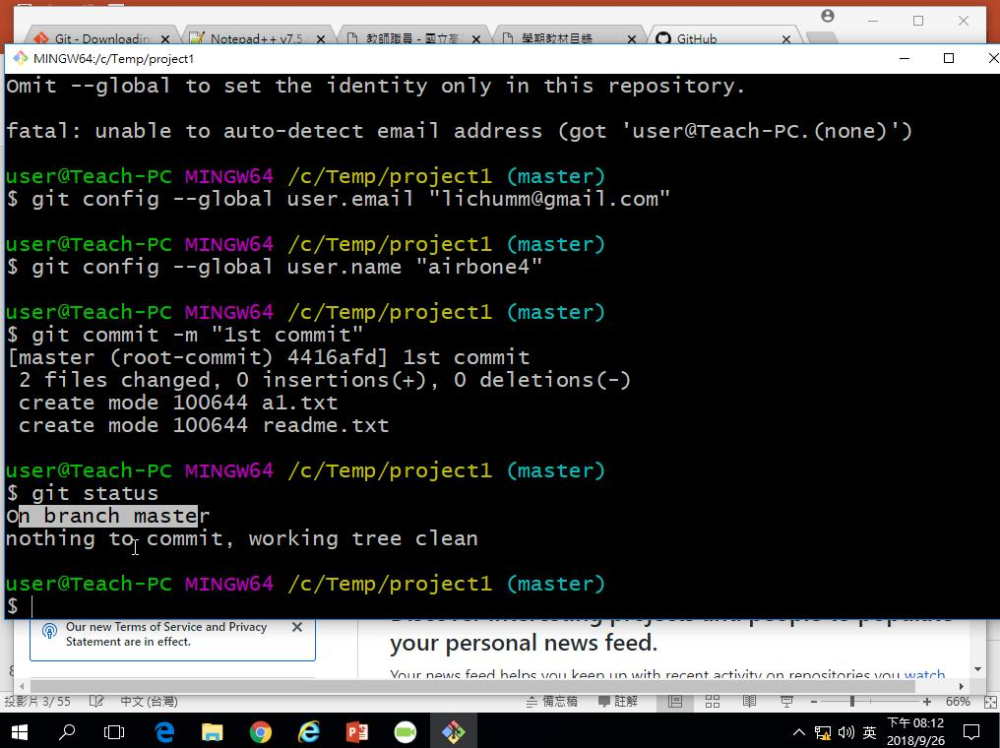 Git - Downloading
Notepad++ v7.5.
教師職員 - 國立高
學期教材目錄
GitHub
MINGW64:/c/Temp/project1
Omit --global to set the identity only in this repository.
fatal: unable to auto-detect email address (got 'user@Teach-PC.(none)')
user@Teach-PC MINGW64 /c/Temp/project1 (master)
$ git config --global user.email "lichumm@gmail.com"
user@Teach-PC MINGW64 /c/Temp/project1 (master)
$ git config --global user.name "airbone4"
user@Teach-PC MINGW64 /c/Temp/project1 (master)
$ git commit -m "1st commit"
[master (root-commit) 4416afd] 1st commit
2 files changed, 0 insertions(+), 0 deletions(-)
create mode 100644 a1.txt
create mode 100644 readme.txt
user@Teach-PC MINGW64 /c/Temp/project1 (master)
$ git status
On branch master
nothing to commit, working tree clean
user@Teach-PC MINGW64 /c/Temp/project1 (master)
$
Our new Terms of Service and Privacy
Statement are in effect.
Discover interesting projects and people to populate
your personal news feed.
Your news feed helps you keep up with recent activity on repositories you watch
投影片 3/55 中文 (台灣) 備忘稿 註解 66%
英
下午 08:12
2018/9/26